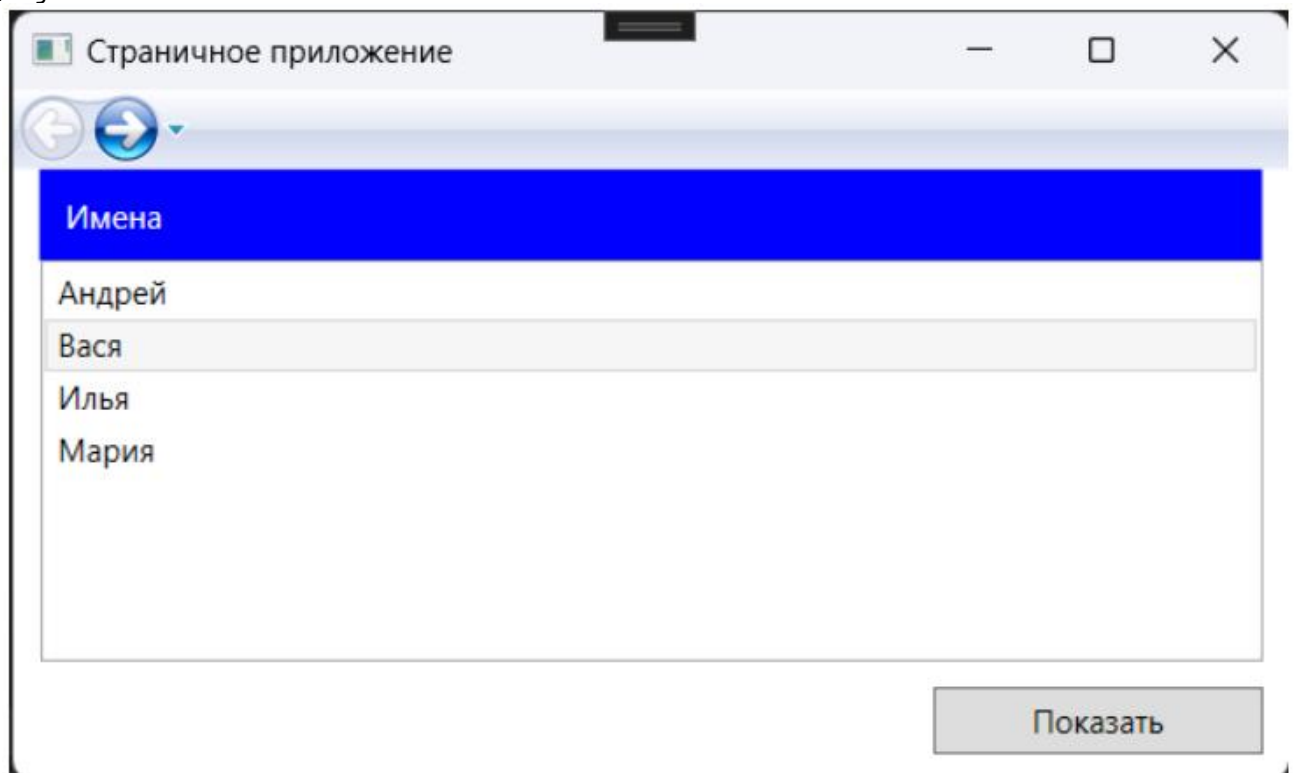 Страничное приложение
Имена
Андрей
Вася
Илья
Мария
Показать